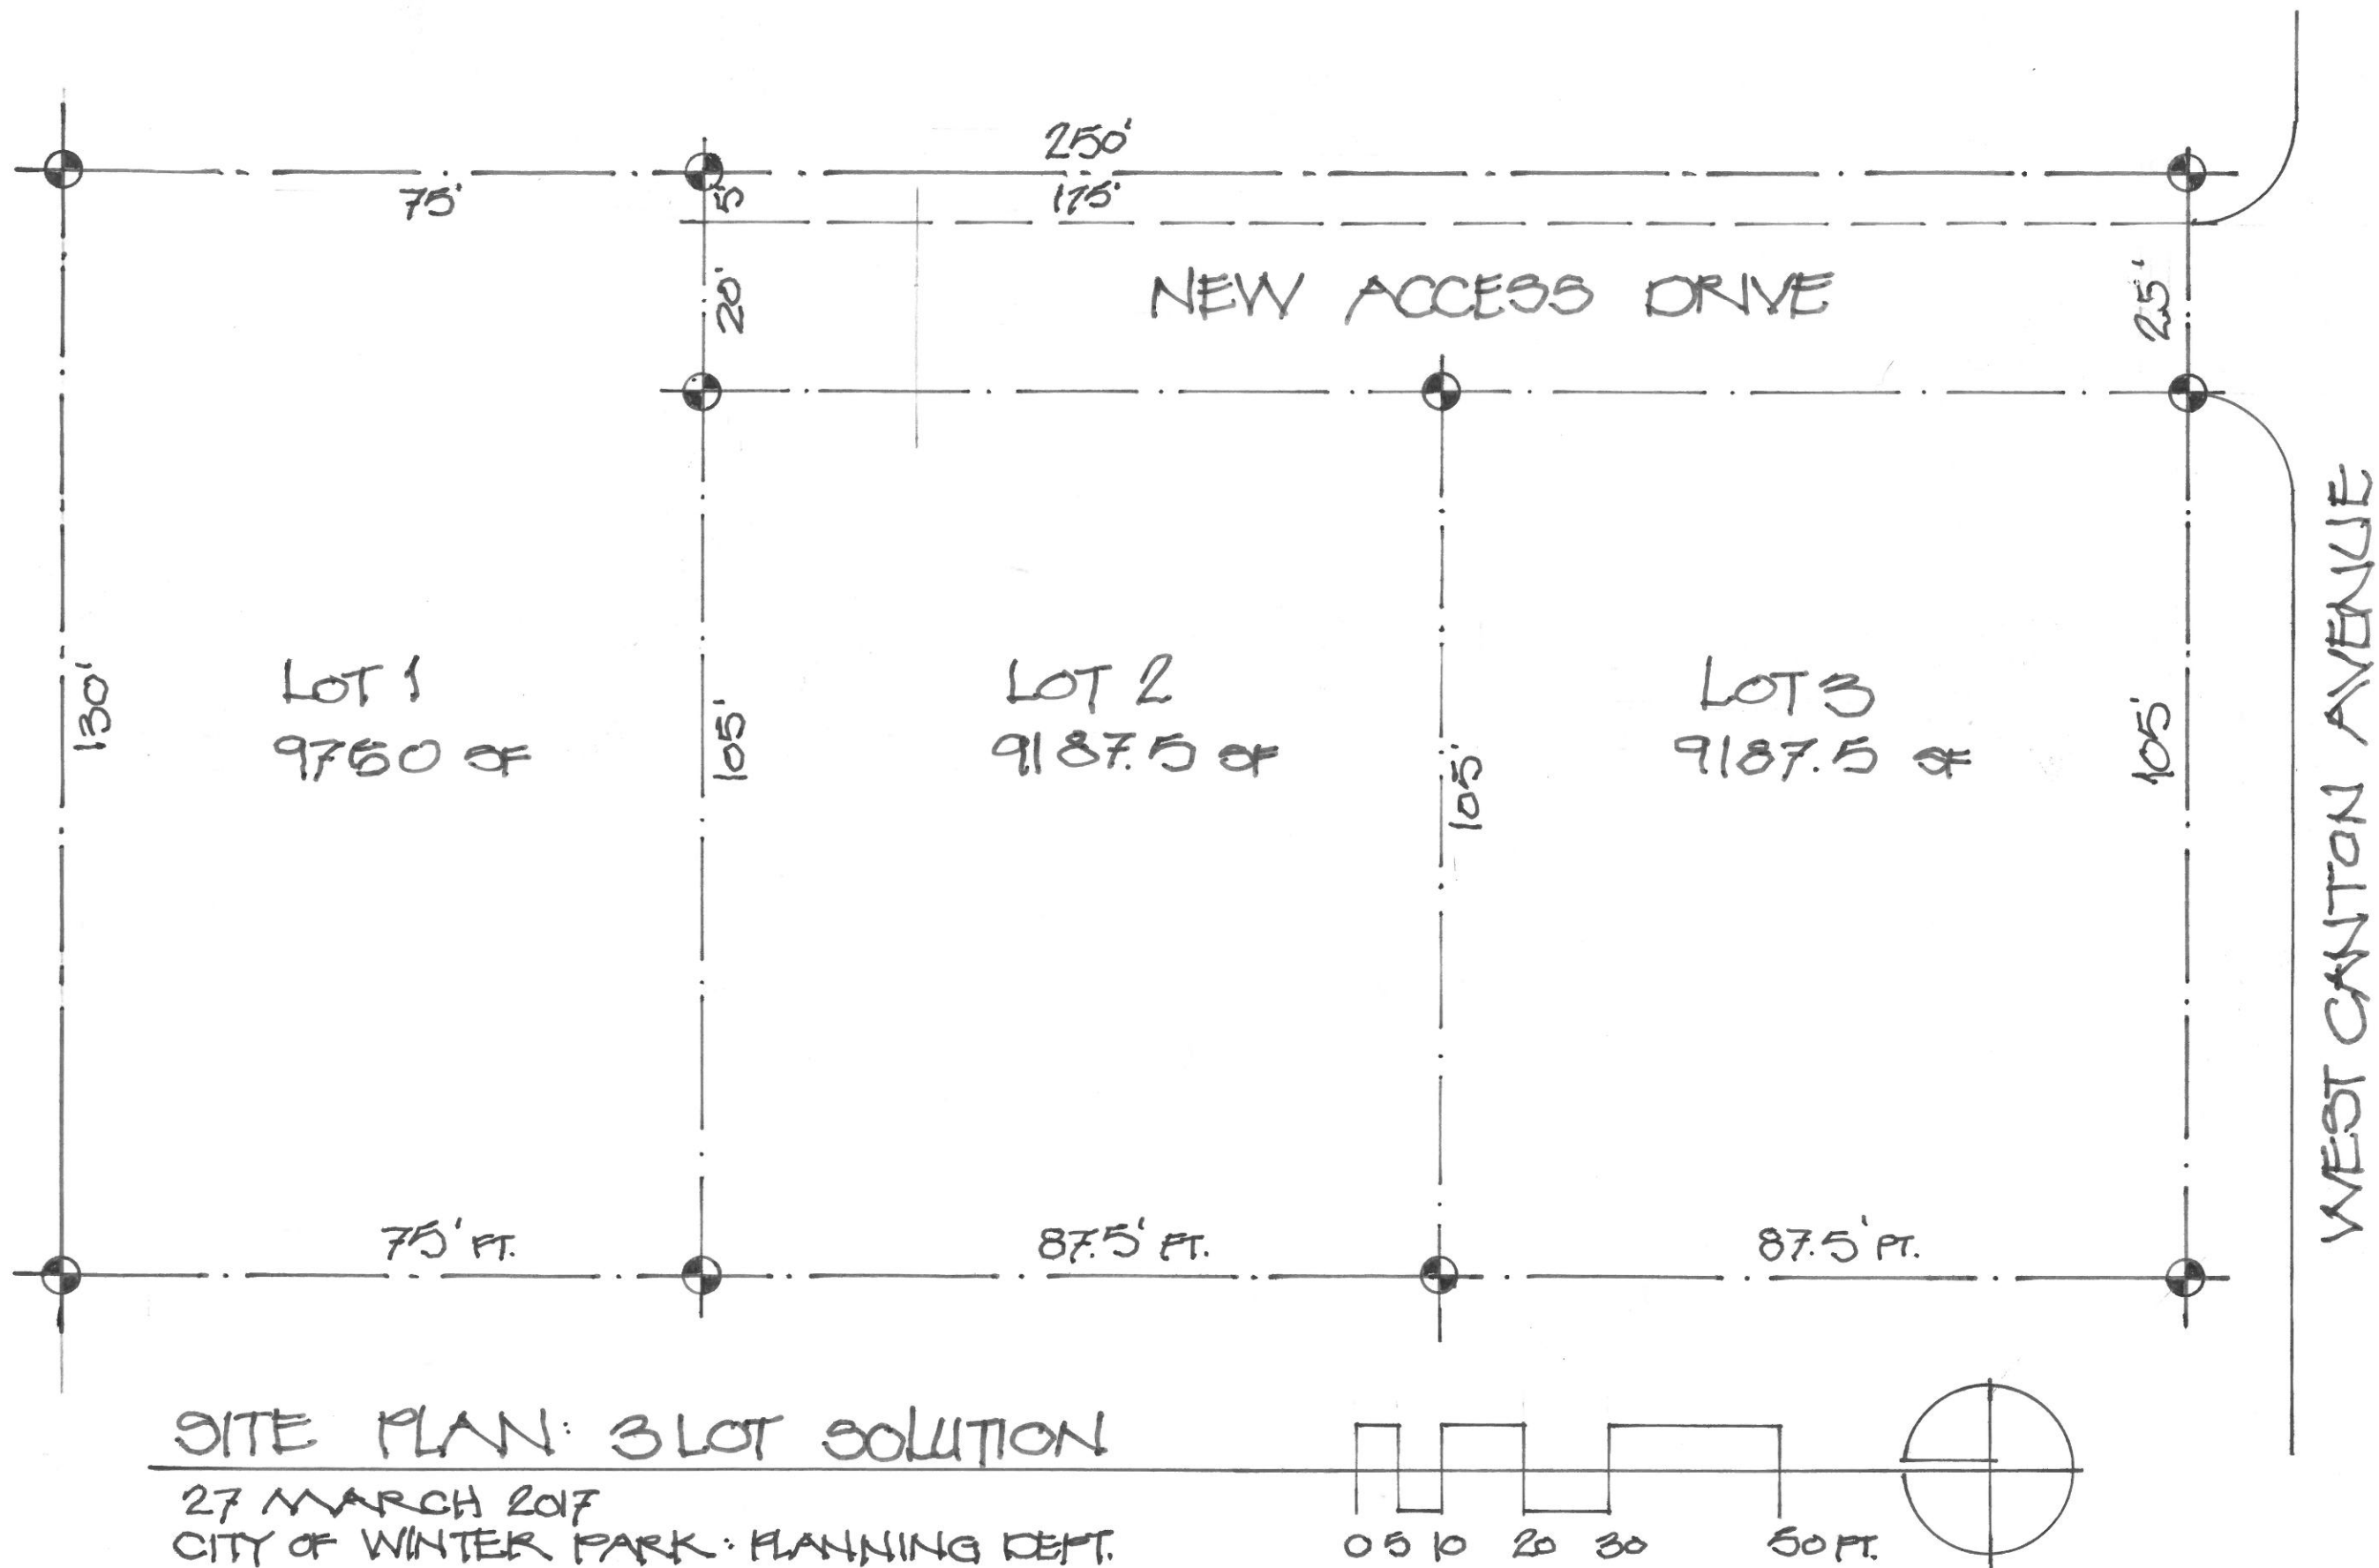 250'
75'
5'
175'
20'
NEW ACCESS DRIVE
25'
130'
LOT 1
9750 SF
105'
LOT 2
9187.5 SF
105'
LOT 3
9187.5 SF
105'
WEST CANTON AVENUE
75' FT.
87.5' FT.
87.5' FT.
SITE PLAN: 3 LOT SOLUTION
27 MARCH 2017
CITY OF WINTER PARK: PLANNING DEPT.
0 5 10 20 30 50 FT.